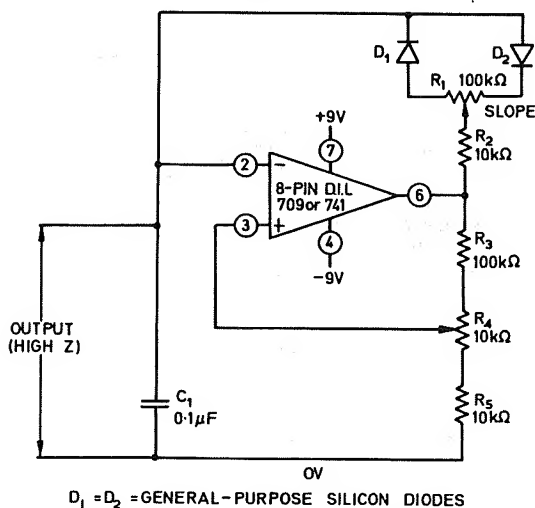 D1
D2
R1
100kΩ
SLOPE
R2
10kΩ
+9V
7
2
-
8-PIN D.I.L
709 or 741
6
3
+
4
-9V
R3
100kΩ
R4
10kΩ
R5
10kΩ
OUTPUT
(HIGH Z)
C1
0·1μF
0V
D1 = D2 = GENERAL-PURPOSE SILICON DIODES